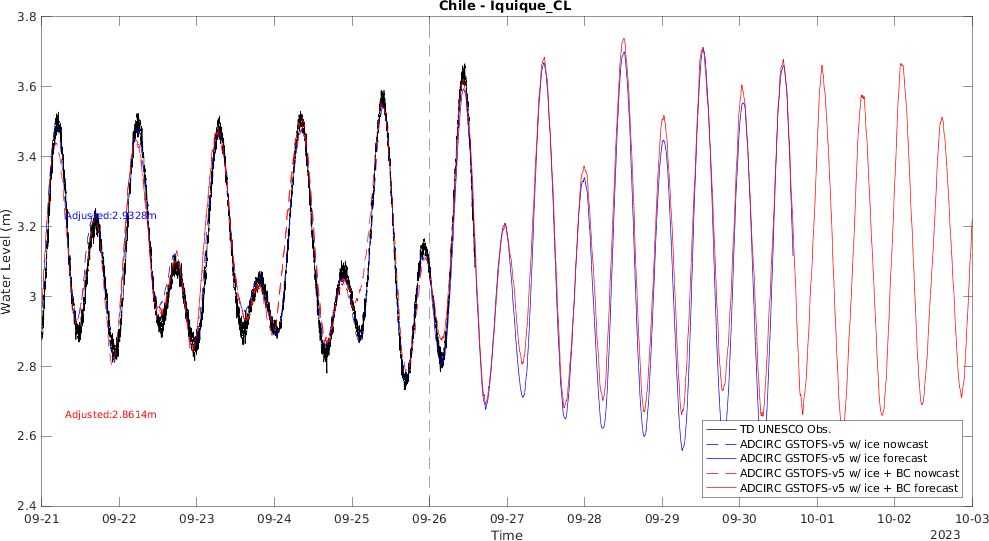 Chile - Iquique_CL
3.8
3.6
3.4
3.2
3
2.8
2.6
2.4
Water Level (m)
Adjusted:2.9328m
Adjusted:2.8614m
TD UNESCO Obs.
ADCIRC GSTOFS-v5 w/ ice nowcast
ADCIRC GSTOFS-v5 w/ ice forecast
ADCIRC GSTOFS-v5 w/ ice + BC nowcast
ADCIRC GSTOFS-v5 w/ ice + BC forecast
09-21 09-22 09-23 09-24 09-25 09-26 09-27 09-28 09-29 09-30 10-01 10-02 10-03
Time
2023